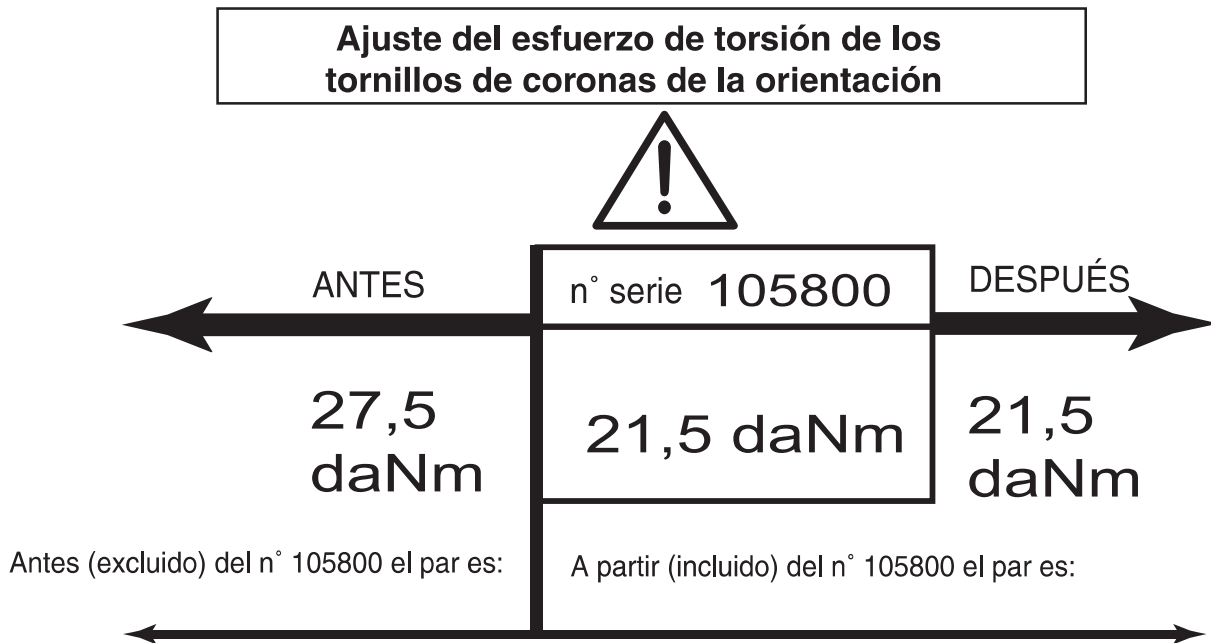 Ajuste del esfuerzo de torsión de los
tornillos de coronas de la orientación
!
ANTES
n° serie 105800
DESPUÉS
27,5
daNm
21,5 daNm
21,5
daNm
Antes (excluido) del n° 105800 el par es:
A partir (incluido) del n° 105800 el par es: